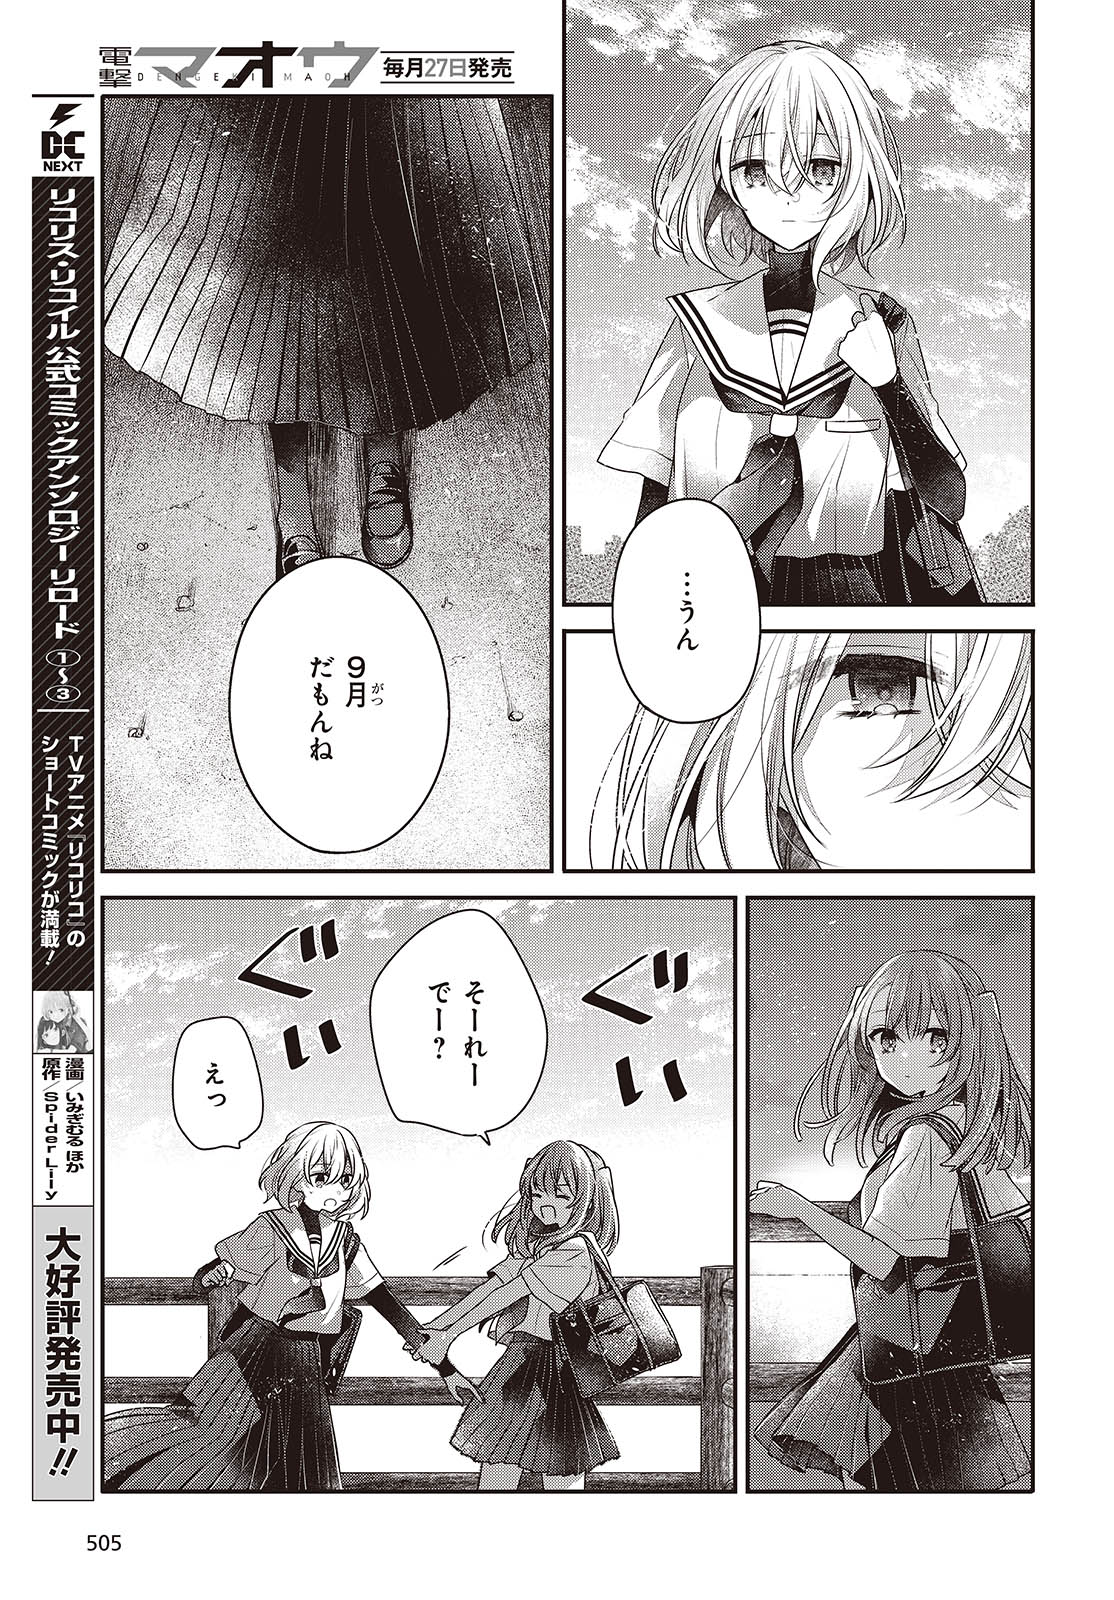 電撃マオウ
DENGEKI MAOH
毎月27日発売
…うん
9月
がつ
だもんね
そーれー
でー？
ぐいっ
ぐいっ
えっ
DC
NEXT
リコリス・リコイル 公式コミックアンソロジー リロード ①〜③
TVアニメ『リコリコ』の
ショートコミックが満載！
漫画／いみぎむる ほか
原作／Spider Lily
大好評発売中!!
505